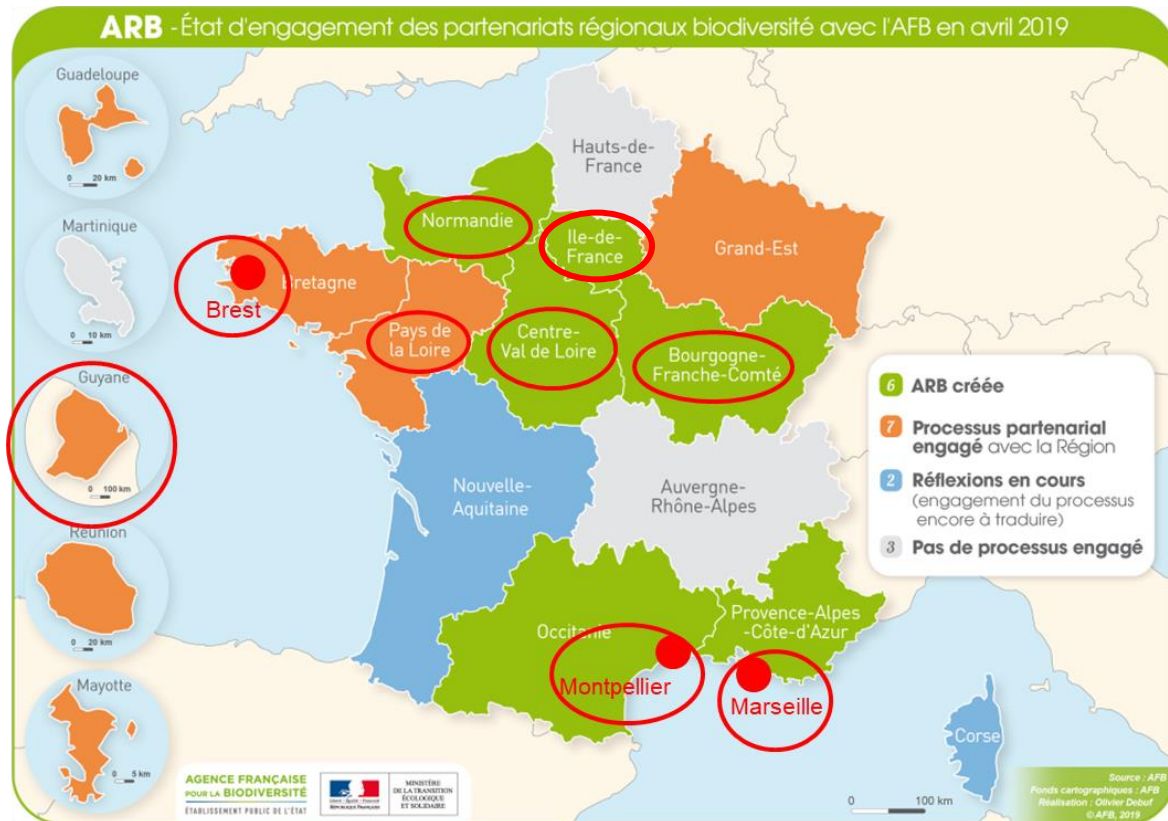 ARB - État d'engagement des partenariats régionaux biodiversité avec l'AFB en avril 2019
Guadeloupe
0 20 km
Martinique
0 10 km
Guyane
0 100 km
Réunion
0 20 km
Mayotte
0 5 km
Hauts-de-
France
Normandie
Ile-de-
France
Grand-Est
Bretagne
Brest
Pays de
la Loire
Centre-
Val de Loire
Bourgogne-
Franche-Comté
Nouvelle-
Aquitaine
Auvergne-
Rhône-Alpes
Occitanie
Provence-Alpes
-Côte-d'Azur
Montpellier
Marseille
Corse
6 ARB créée
7 Processus partenarial
engagé avec la Région
2 Réflexions en cours
(engagement du processus
encore à traduire)
3 Pas de processus engagé
AGENCE FRANÇAISE
POUR LA BIODIVERSITÉ
ÉTABLISSEMENT PUBLIC DE L'ÉTAT
Liberté • Égalité • Fraternité
RÉPUBLIQUE FRANÇAISE
MINISTÈRE
DE LA TRANSITION
ÉCOLOGIQUE
ET SOLIDAIRE
0 100 km
Source : AFB
Fonds cartographiques : AFB
Réalisation : Olivier Debuf
© AFB, 2019